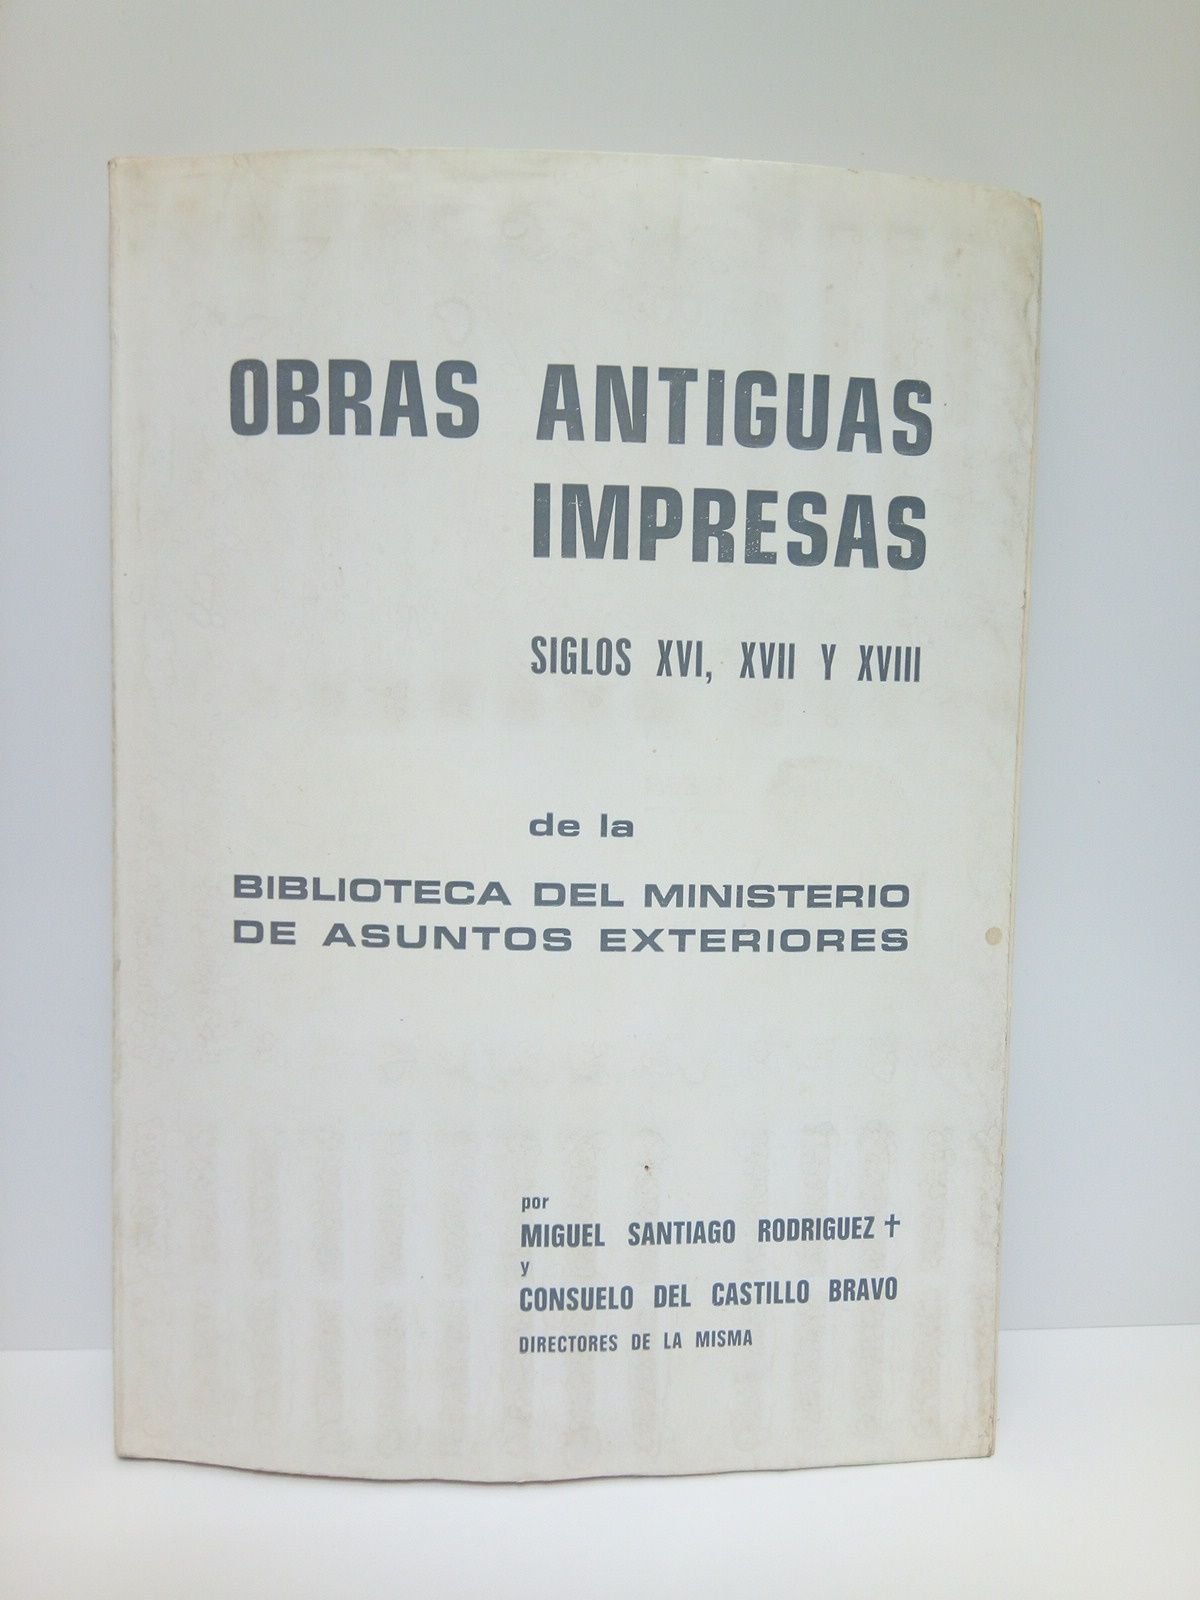 OBRAS ANTIGUAS
IMPRESAS
SIGLOS XVI, XVII Y XVIII
de la
BIBLIOTECA DEL MINISTERIO
DE ASUNTOS EXTERIORES
por
MIGUEL SANTIAGO RODRIGUEZ ✝
y
CONSUELO DEL CASTILLO BRAVO
DIRECTORES DE LA MISMA